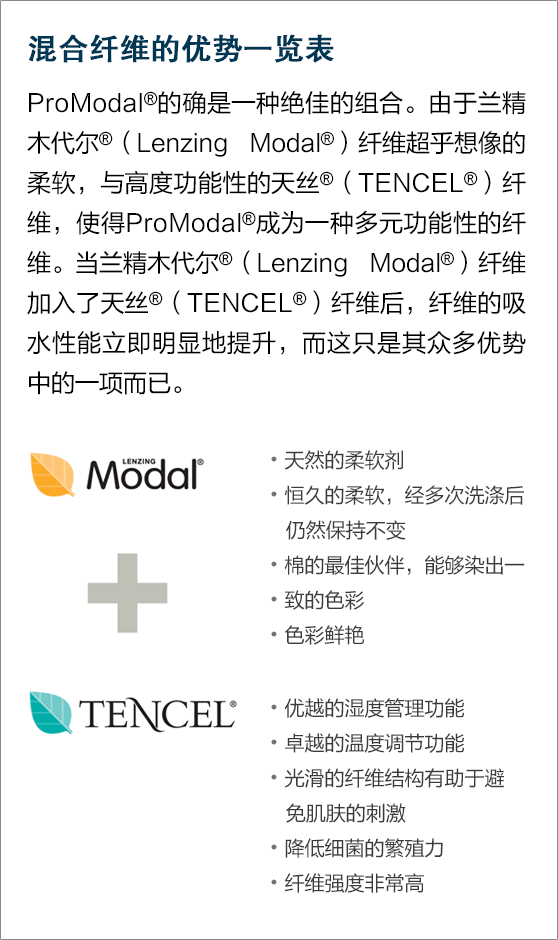 混合纤维的优势一览表
ProModal®的确是一种绝佳的组合。由于兰精
木代尔®（Lenzing Modal®）纤维超乎想像的
柔软，与高度功能性的天丝®（TENCEL®）纤
维，使得ProModal®成为一种多元功能性的纤
维。当兰精木代尔®（Lenzing Modal®）纤维
加入了天丝®（TENCEL®）纤维后，纤维的吸
水性能立即明显地提升，而这只是其众多优势
中的一项而已。
LENZING
Modal®
• 天然的柔软剂
• 恒久的柔软，经多次洗涤后
仍然保持不变
• 棉的最佳伙伴，能够染出一
• 致的色彩
• 色彩鲜艳
TENCEL®
• 优越的湿度管理功能
• 卓越的温度调节功能
• 光滑的纤维结构有助于避
免肌肤的刺激
• 降低细菌的繁殖力
• 纤维强度非常高